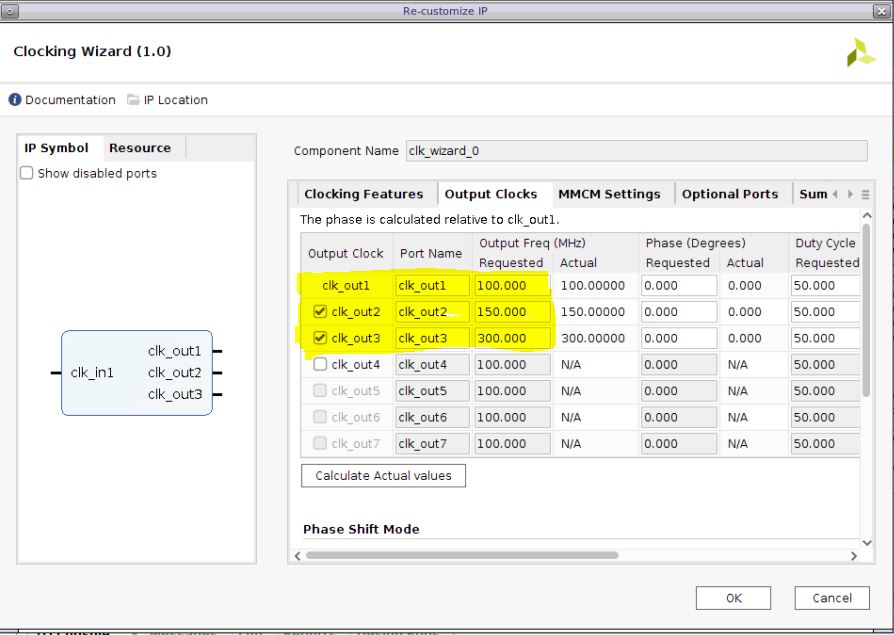 Re-customize IP
Clocking Wizard (1.0)
Documentation IP Location
IP Symbol Resource
Show disabled ports
clk_in1
clk_out1
clk_out2
clk_out3
Component Name clk_wizard_0
Clocking Features Output Clocks MMCM Settings Optional Ports Sum
The phase is calculated relative to clk_out1.
Output Clock Port Name Output Freq (MHz) Phase (Degrees) Duty Cycle
Requested Actual Requested Actual Requested
clk_out1 clk_out1 100.000 100.00000 0.000 0.000 50.000
clk_out2 clk_out2 150.000 150.00000 0.000 0.000 50.000
clk_out3 clk_out3 300.000 300.00000 0.000 0.000 50.000
clk_out4 clk_out4 100.000 N/A 0.000 N/A 50.000
clk_out5 clk_out5 100.000 N/A 0.000 N/A 50.000
clk_out6 clk_out6 100.000 N/A 0.000 N/A 50.000
clk_out7 clk_out7 100.000 N/A 0.000 N/A 50.000
Calculate Actual values
Phase Shift Mode
OK Cancel